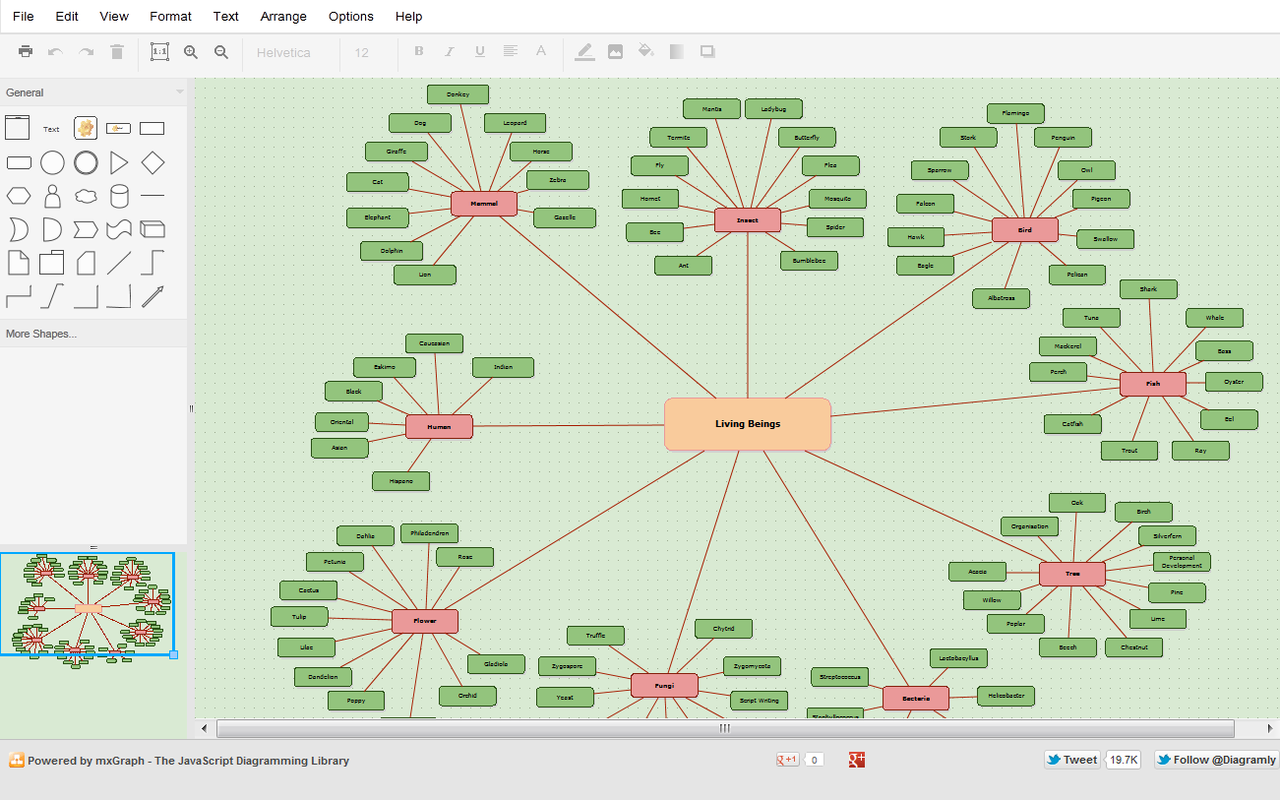 File Edit View Format Text Arrange Options Help
1:1 Helvetica 12 B I U A
General
Text
More Shapes...
Donkey
Dog
Leopard
Giraffe
Horse
Cat
Zebra
Mammel
Elephant
Gazelle
Dolphin
Lion
Mantis
Ladybug
Termite
Butterfly
Fly
Flea
Hornet
Mosquito
Insect
Bee
Spider
Ant
Bumblebee
Flamingo
Stork
Penguin
Sparrow
Owl
Falcon
Pigeon
Bird
Hawk
Swallow
Eagle
Pelican
Albatross
Shark
Tuna
Whale
Mackerel
Bass
Perch
Fish
Oyster
Catfish
Eel
Trout
Ray
Caucasian
Eskimo
Indian
Black
Oriental
Human
Asian
Hispano
Living Beings
Oak
Organisation
Birch
Silverfern
Acacia
Tree
Personal
Development
Willow
Pine
Poplar
Lime
Beech
Chestnut
Dahlia
Philodendron
Petunia
Rose
Cactus
Tulip
Flower
Lilac
Gladiola
Dandelion
Orchid
Poppy
Truffle
Chytrid
Zygospore
Zygomycota
Fungi
Yeast
Script Writing
Lactobacyllus
Streptococcus
Bacteria
Helicobacter
Staphylococcus
Powered by mxGraph - The JavaScript Diagramming Library
g+1 0
g+
Tweet 19.7K
Follow @Diagramly